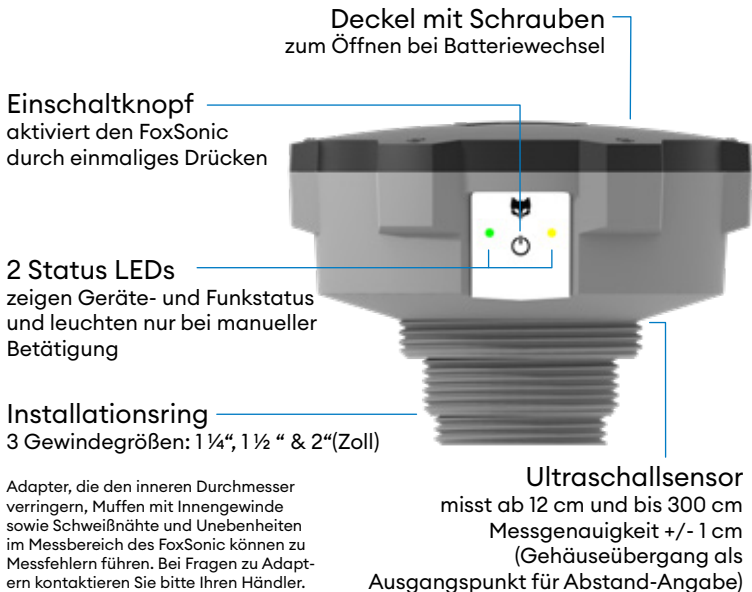 Deckel mit Schrauben
zum Öffnen bei Batteriewechsel
Einschaltknopf
aktiviert den FoxSonic
durch einmaliges Drücken
2 Status LEDs
zeigen Geräte- und Funkstatus
und leuchten nur bei manueller
Betätigung
Installationsring
3 Gewindegrößen: 1 ¼“, 1 ½ “ & 2“(Zoll)
Adapter, die den inneren Durchmesser
verringern, Muffen mit Innengewinde
sowie Schweißnähte und Unebenheiten
im Messbereich des FoxSonic können zu
Messfehlern führen. Bei Fragen zu Adapt-
ern kontaktieren Sie bitte Ihren Händler.
Ultraschallsensor
misst ab 12 cm und bis 300 cm
Messgenauigkeit +/- 1 cm
(Gehäuseübergang als
Ausgangspunkt für Abstand-Angabe)